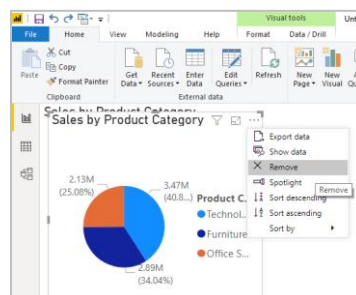 Visual tools Unt
File Home View Modeling Help Format Data / Drill
Paste
Cut
Copy
Format Painter
Clipboard
Get Data
Recent Sources
Enter Data
Edit Queries
External data
Refresh
New Page
New Visual
Sales by Product Category
Sales by Product Category
Export data
Show data
Remove
Spotlight
Remove
Sort descending
Sort ascending
Sort by
2.13M
(25.08%)
3.47M
(40.8...)
2.89M
(34.04%)
Product C...
Technol...
Furniture
Office S...